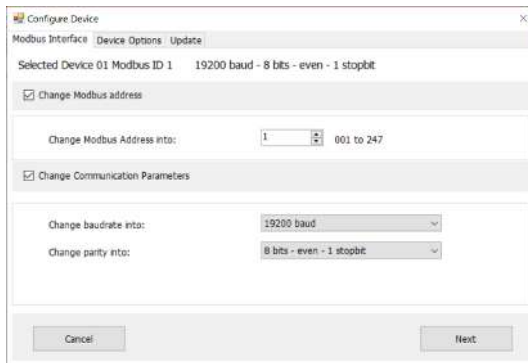 Configure Device
Modbus Interface Device Options Update
Selected Device 01 Modbus ID 1 19200 baud - 8 bits - even - 1 stopbit
Change Modbus address
Change Modbus Address into: 1 001 to 247
Change Communication Parameters
Change baudrate into: 19200 baud
Change parity into: 8 bits - even - 1 stopbit
Cancel Next